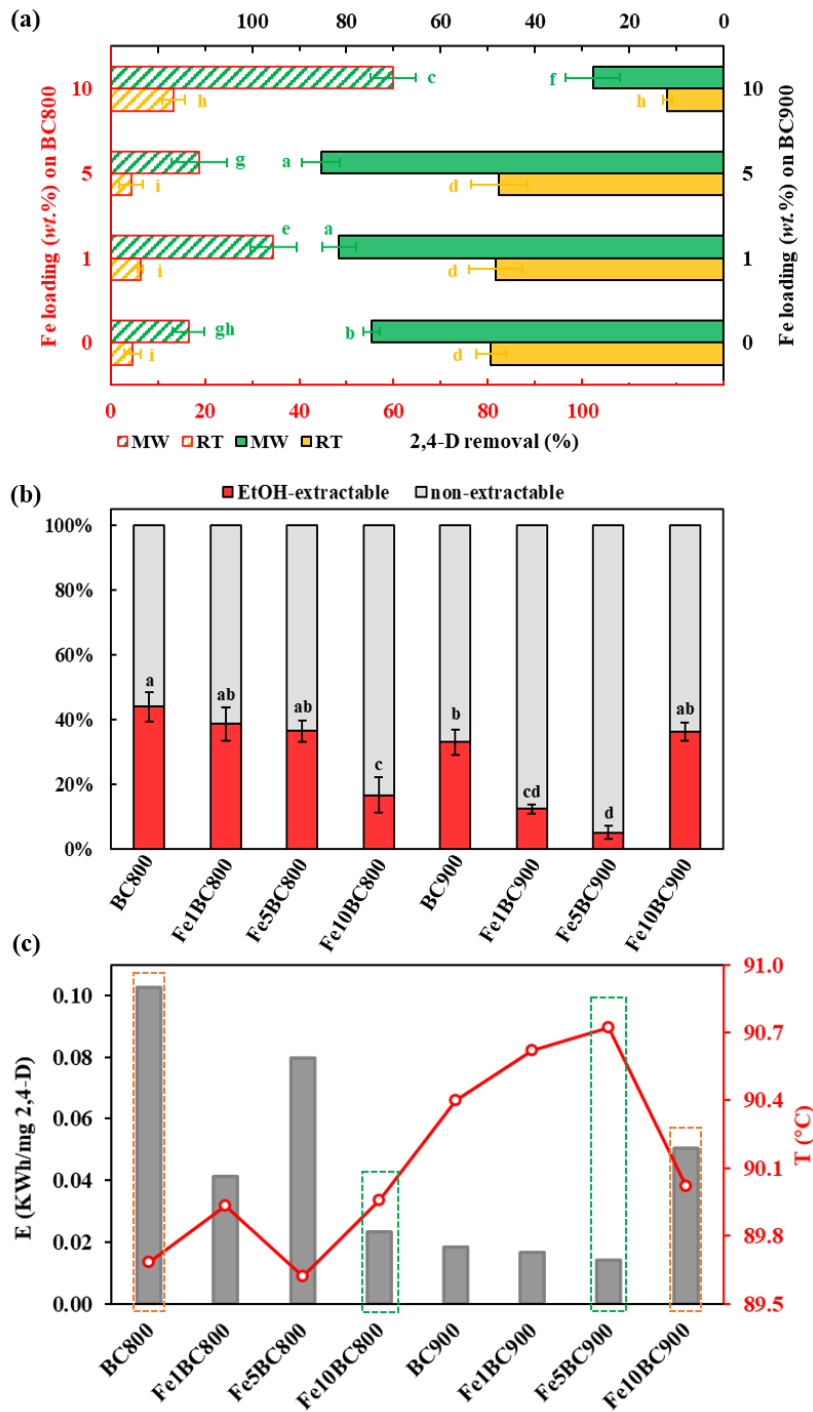 (a)
100 80 60 40 20 0
Fe loading (wt.%) on BC800
10
5
1
0
c
h
g
i
e
i
gh
i
f
h
a
d
a
d
b
d
10
5
1
0
Fe loading (wt.%) on BC900
0 20 40 60 80 100
MW RT MW RT 2,4-D removal (%)
(b)
EtOH-extractable non-extractable
100%
80%
60%
40%
20%
0%
a ab ab c b cd d ab
BC800 Fe1BC800 Fe5BC800 Fe10BC800 BC900 Fe1BC900 Fe5BC900 Fe10BC900
(c)
E (KWh/mg 2,4-D)
0.10
0.08
0.06
0.04
0.02
0.00
91.0
90.7
90.4
90.1
89.8
89.5
T (°C)
BC800 Fe1BC800 Fe5BC800 Fe10BC800 BC900 Fe1BC900 Fe5BC900 Fe10BC900